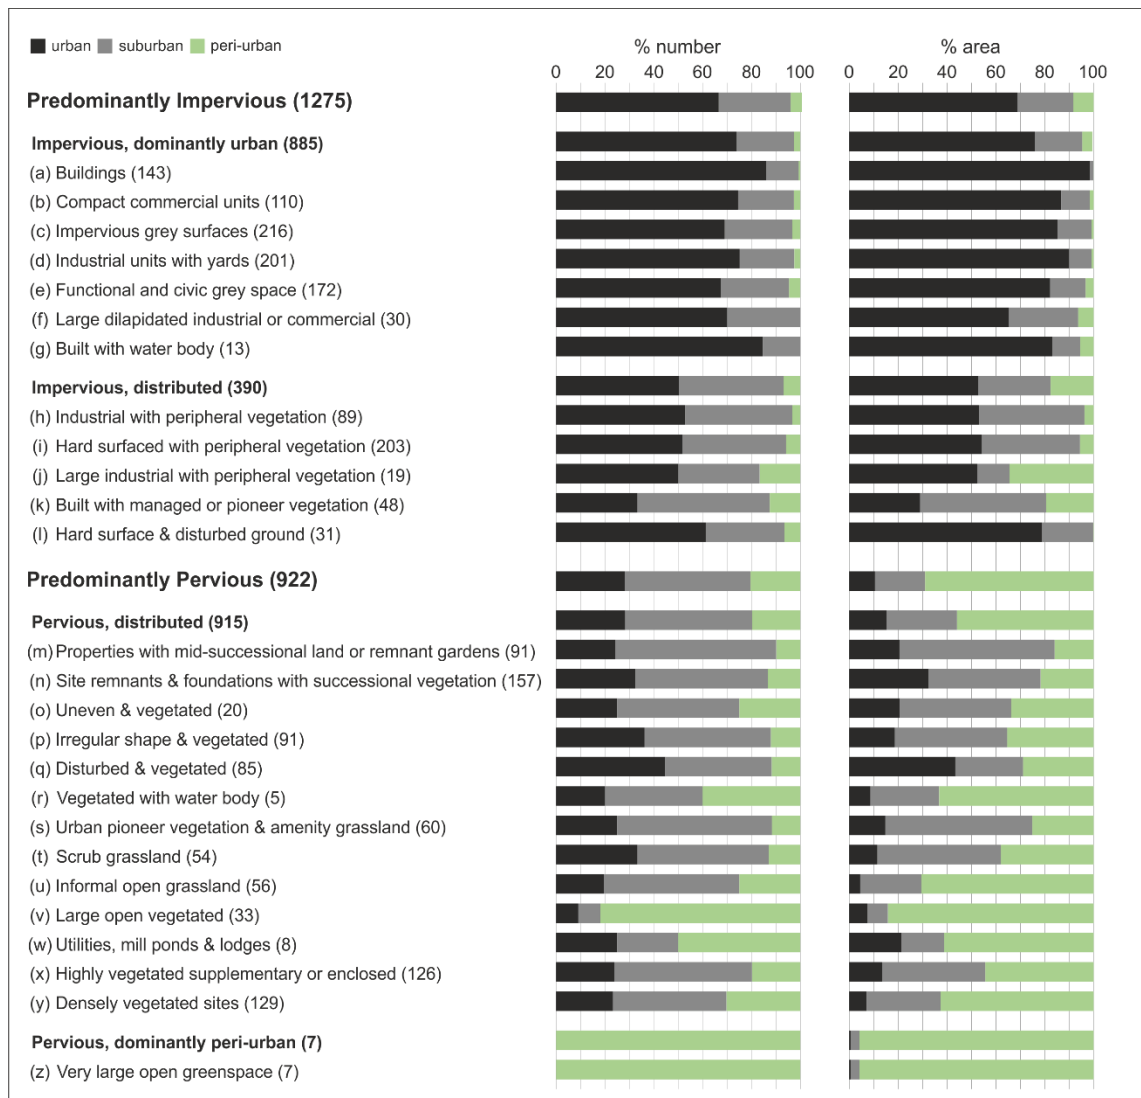 urban suburban peri-urban
% number % area
0 20 40 60 80 100 0 20 40 60 80 100
Predominantly Impervious (1275)
Impervious, dominantly urban (885)
(a) Buildings (143)
(b) Compact commercial units (110)
(c) Impervious grey surfaces (216)
(d) Industrial units with yards (201)
(e) Functional and civic grey space (172)
(f) Large dilapidated industrial or commercial (30)
(g) Built with water body (13)
Impervious, distributed (390)
(h) Industrial with peripheral vegetation (89)
(i) Hard surfaced with peripheral vegetation (203)
(j) Large industrial with peripheral vegetation (19)
(k) Built with managed or pioneer vegetation (48)
(l) Hard surface & disturbed ground (31)
Predominantly Pervious (922)
Pervious, distributed (915)
(m) Properties with mid-successional land or remnant gardens (91)
(n) Site remnants & foundations with successional vegetation (157)
(o) Uneven & vegetated (20)
(p) Irregular shape & vegetated (91)
(q) Disturbed & vegetated (85)
(r) Vegetated with water body (5)
(s) Urban pioneer vegetation & amenity grassland (60)
(t) Scrub grassland (54)
(u) Informal open grassland (56)
(v) Large open vegetated (33)
(w) Utilities, mill ponds & lodges (8)
(x) Highly vegetated supplementary or enclosed (126)
(y) Densely vegetated sites (129)
Pervious, dominantly peri-urban (7)
(z) Very large open greenspace (7)